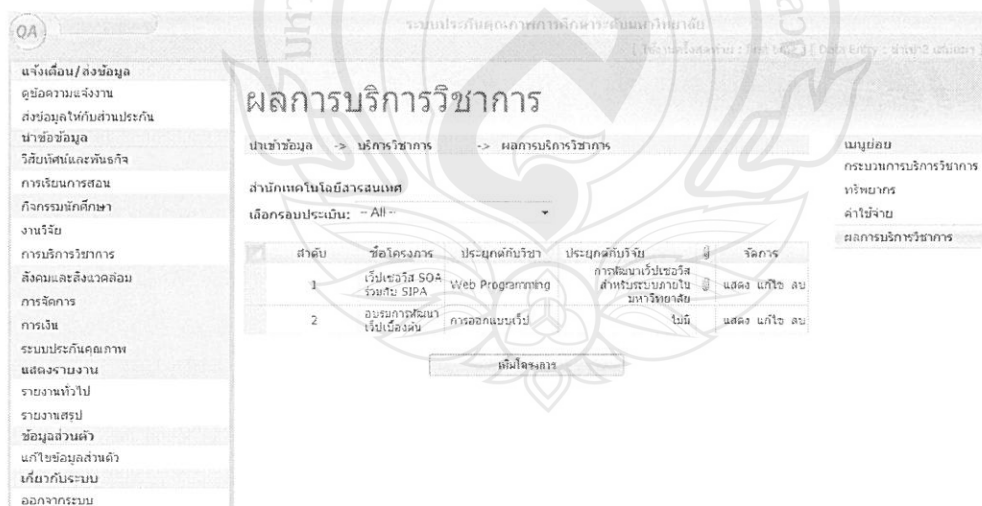 QA
ระบบประกันคุณภาพการศึกษาระดับมหาวิทยาลัย
แจ้งเตือน/ส่งข้อมูล
ดูข้อความแจ้งงาน
ส่งข้อมูลให้กับส่วนประกัน
นำข้อข้อมูล
วิสัยทัศน์และพันธกิจ
การเรียนการสอน
กิจกรรมนักศึกษา
งานวิจัย
การบริการวิชาการ
สังคมและสิ่งแวดล้อม
การจัดการ
การเงิน
ระบบประกันคุณภาพ
แสดงรายงาน
รายงานทั่วไป
รายงานสรุป
ข้อมูลส่วนตัว
แก้ไขข้อมูลส่วนตัว
เกี่ยวกับระบบ
ออกจากระบบ
ผลการบริการวิชาการ
นำเข้าข้อมูล -> บริการวิชาการ -> ผลการบริการวิชาการ
สำนักเทคโนโลยีสารสนเทศ
เลือกรอบประเมิน: -- All --
ลำดับ ชื่อโครงการ ประยุกต์กับวิชา ประยุกต์กับวิจัย จัดการ
1 เว็บเซอวิส SOA ร่วมกับ SIPA Web Programming การพัฒนาเว็บเซอวิส สำหรับระบบภายใน มหาวิทยาลัย แสดง แก้ไข ลบ
2 อบรมการพัฒนา เว็บเบื้องต้น การออกแบบเว็ป ไม่มี แสดง แก้ไข ลบ
เพิ่มโครงการ
เมนูย่อย
กระบวนการบริการวิชาการ
ทรัพยากร
ค่าใช้จ่าย
ผลการบริการวิชาการ